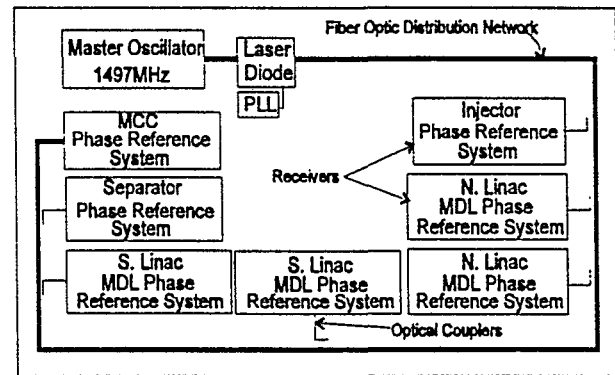 Fiber Optic Distribution Network
Master Oscillator
1497MHz
Laser
Diode
PLL
MCC
Phase Reference
System
Injector
Phase Reference
System
Receivers
Separator
Phase Reference
System
N. Linac
MDL Phase
Reference System
S. Linac
MDL Phase
Reference System
S. Linac
MDL Phase
Reference System
N. Linac
MDL Phase
Reference System
Optical Couplers